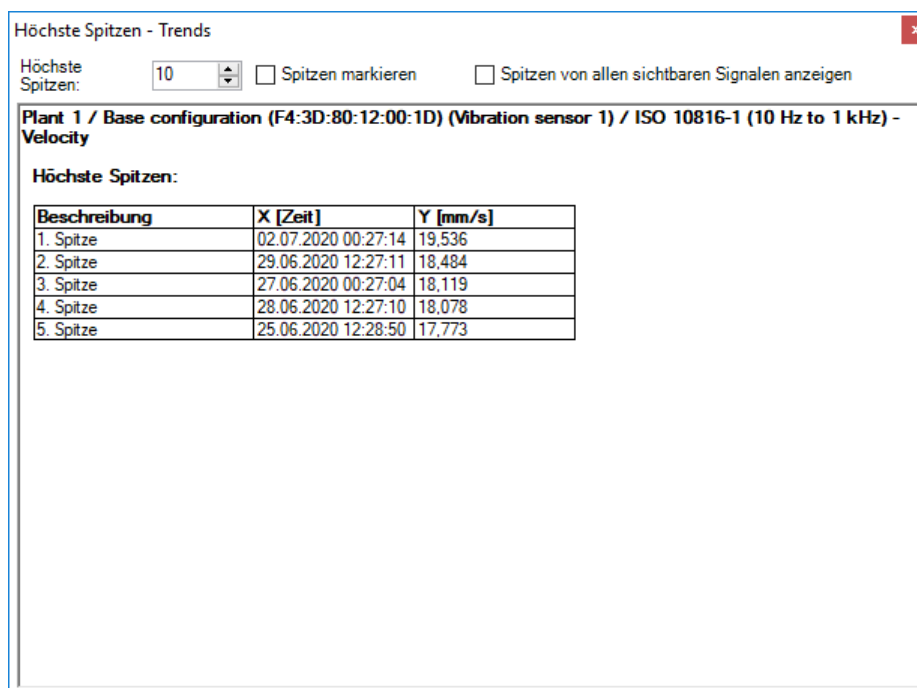 Höchste Spitzen - Trends
Höchste
Spitzen:
10
Spitzen markieren
Spitzen von allen sichtbaren Signalen anzeigen
Plant 1 / Base configuration (F4:3D:80:12:00:1D) (Vibration sensor 1) / ISO 10816-1 (10 Hz to 1 kHz) -
Velocity
Höchste Spitzen:
Beschreibung X [Zeit] Y [mm/s]
1. Spitze 02.07.2020 00:27:14 19,536
2. Spitze 29.06.2020 12:27:11 18,484
3. Spitze 27.06.2020 00:27:04 18,119
4. Spitze 28.06.2020 12:27:10 18,078
5. Spitze 25.06.2020 12:28:50 17,773